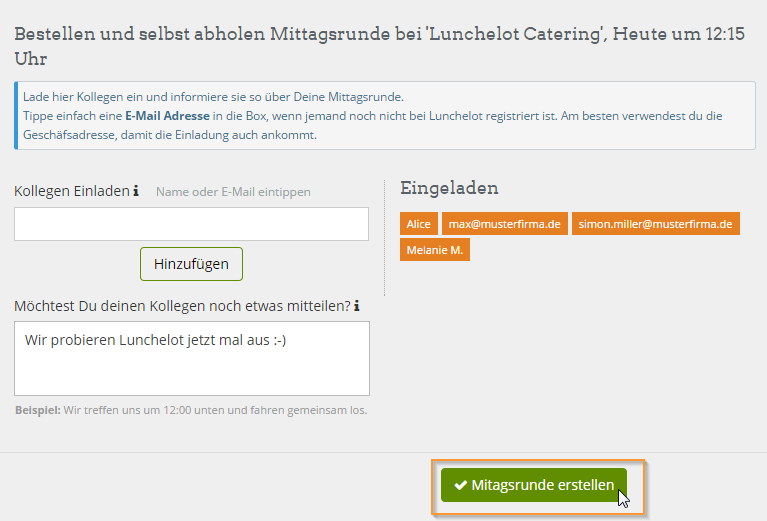 Bestellen und selbst abholen Mittagsrunde bei 'Lunchelot Catering', Heute um 12:15
Uhr
Lade hier Kollegen ein und informiere sie so über Deine Mittagsrunde.
Tippe einfach eine E-Mail Adresse in die Box, wenn jemand noch nicht bei Lunchelot registriert ist. Am besten verwendest du die
Geschäfsadresse, damit die Einladung auch ankommt.
Kollegen Einladen Name oder E-Mail eintippen
Hinzufügen
Möchtest Du deinen Kollegen noch etwas mitteilen?
Wir probieren Lunchelot jetzt mal aus :-)
Beispiel: Wir treffen uns um 12:00 unten und fahren gemeinsam los.
Eingeladen
Alice max@musterfirma.de simon.miller@musterfirma.de
Melanie M.
Mitagsrunde erstellen